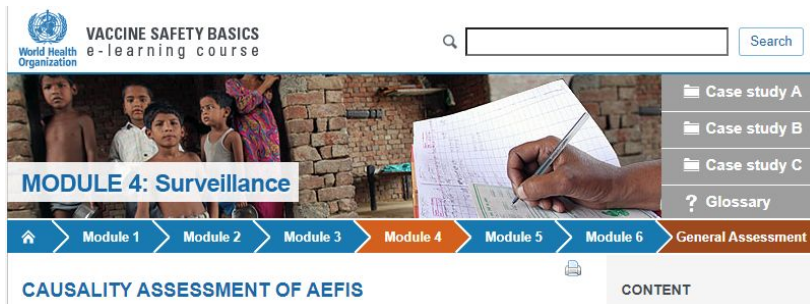 VACCINE SAFETY BASICS
e-learning course
World Health
Organization
Search
Case study A
Case study B
Case study C
? Glossary
MODULE 4: Surveillance
Module 1
Module 2
Module 3
Module 4
Module 5
Module 6
General Assessment
CAUSALITY ASSESSMENT OF AEFIS
CONTENT